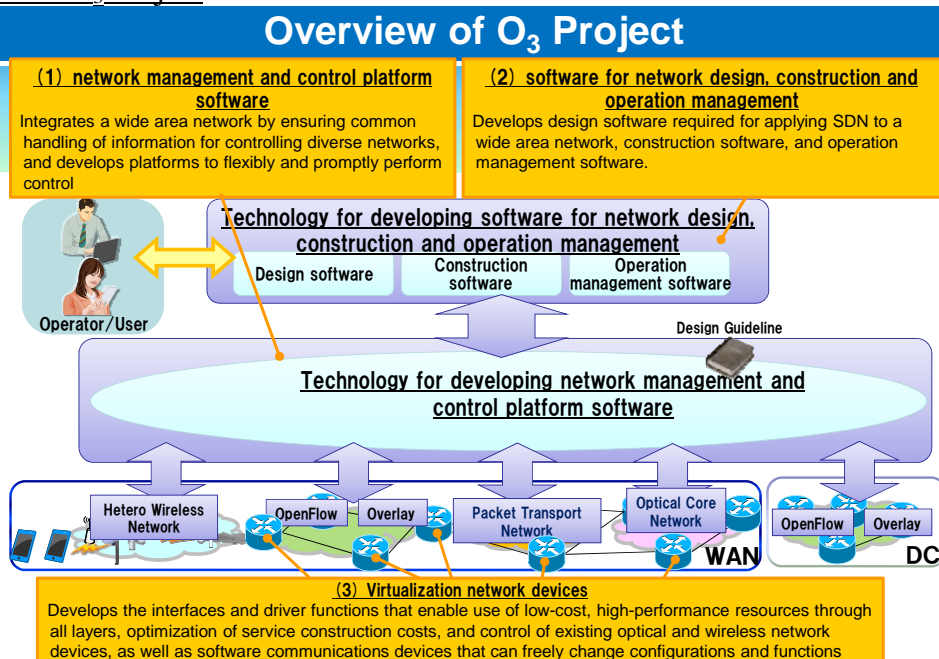 Overview of O3 Project
(1) network management and control platform
software
Integrates a wide area network by ensuring common
handling of information for controlling diverse networks,
and develops platforms to flexibly and promptly perform
control
(2) software for network design, construction and
operation management
Develops design software required for applying SDN to a
wide area network, construction software, and operation
management software.
Technology for developing software for network design,
construction and operation management
Design software
Construction
software
Operation
management software
Operator/User
Design Guideline
Technology for developing network management and
control platform software
Hetero Wireless
Network
OpenFlow
Overlay
Packet Transport
Network
Optical Core
Network
WAN
OpenFlow
Overlay
DC
(3) Virtualization network devices
Develops the interfaces and driver functions that enable use of low-cost, high-performance resources through
all layers, optimization of service construction costs, and control of existing optical and wireless network
devices, as well as software communications devices that can freely change configurations and functions